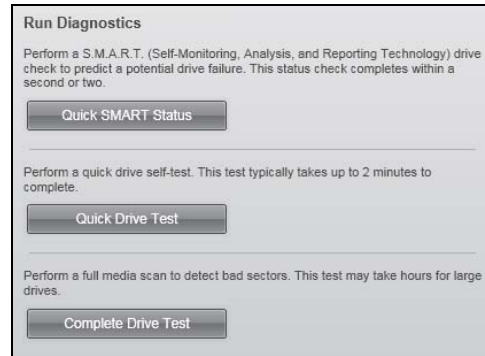 Run Diagnostics
Perform a S.M.A.R.T. (Self-Monitoring, Analysis, and Reporting Technology) drive
check to predict a potential drive failure. This status check completes within a
second or two.
Quick SMART Status
Perform a quick drive self-test. This test typically takes up to 2 minutes to
complete.
Quick Drive Test
Perform a full media scan to detect bad sectors. This test may take hours for large
drives.
Complete Drive Test